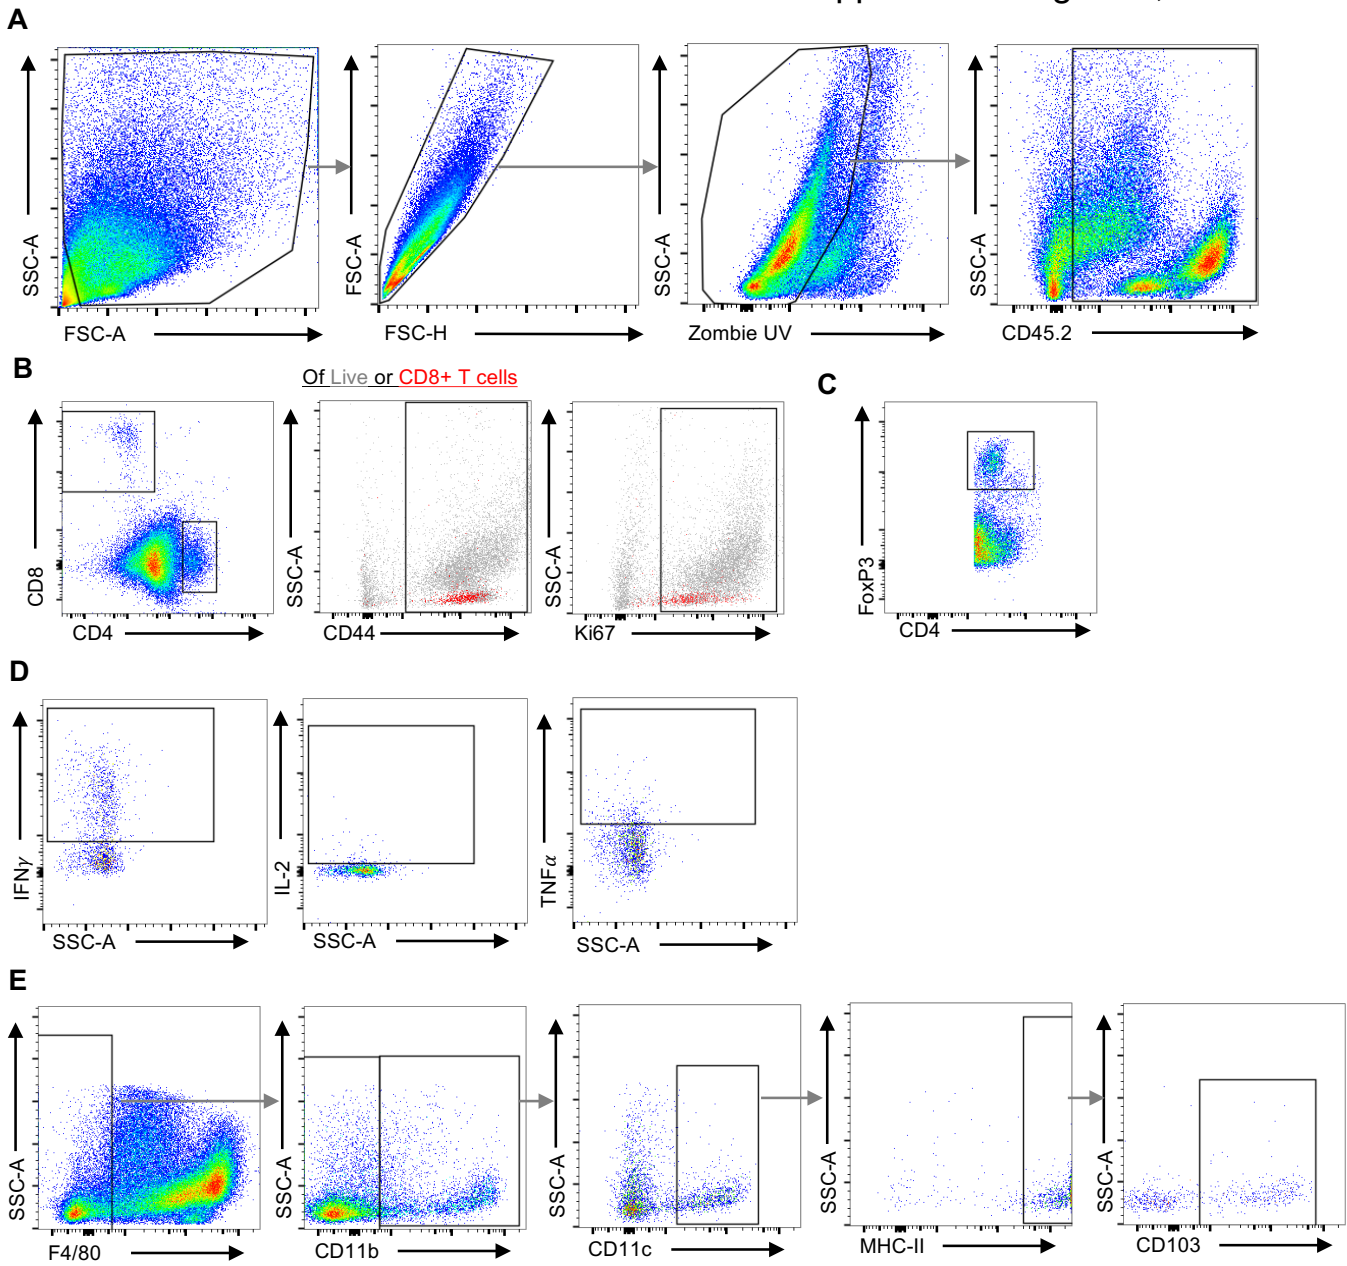 A
SSC-A
FSC-A
FSC-A
FSC-H
SSC-A
Zombie UV
SSC-A
CD45.2
B
Of Live or CD8+ T cells
C
CD8
CD4
SSC-A
CD44
SSC-A
Ki67
FoxP3
CD4
D
IFNγ
SSC-A
IL-2
SSC-A
TNFα
SSC-A
E
SSC-A
F4/80
SSC-A
CD11b
SSC-A
CD11c
SSC-A
MHC-II
SSC-A
CD103